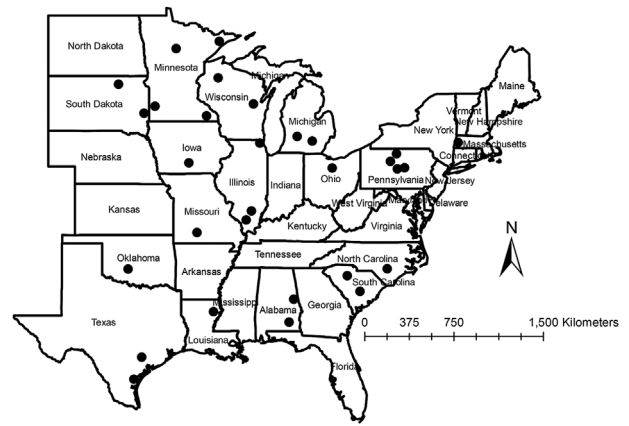 North Dakota
Minnesota
Michigan
Maine
South Dakota
Wisconsin
Vermont
New Hampshire
Michigan
New York
Massachusetts
Iowa
Connecticut
Nebraska
Illinois
Indiana
Ohio
Pennsylvania
New Jersey
Kansas
Missouri
West Virginia
Maryland
Delaware
Kentucky
Virginia
N
Oklahoma
Tennessee
North Carolina
Arkansas
South Carolina
Mississippi
Alabama
Georgia
Texas
Louisiana
Florida
0 375 750 1,500 Kilometers